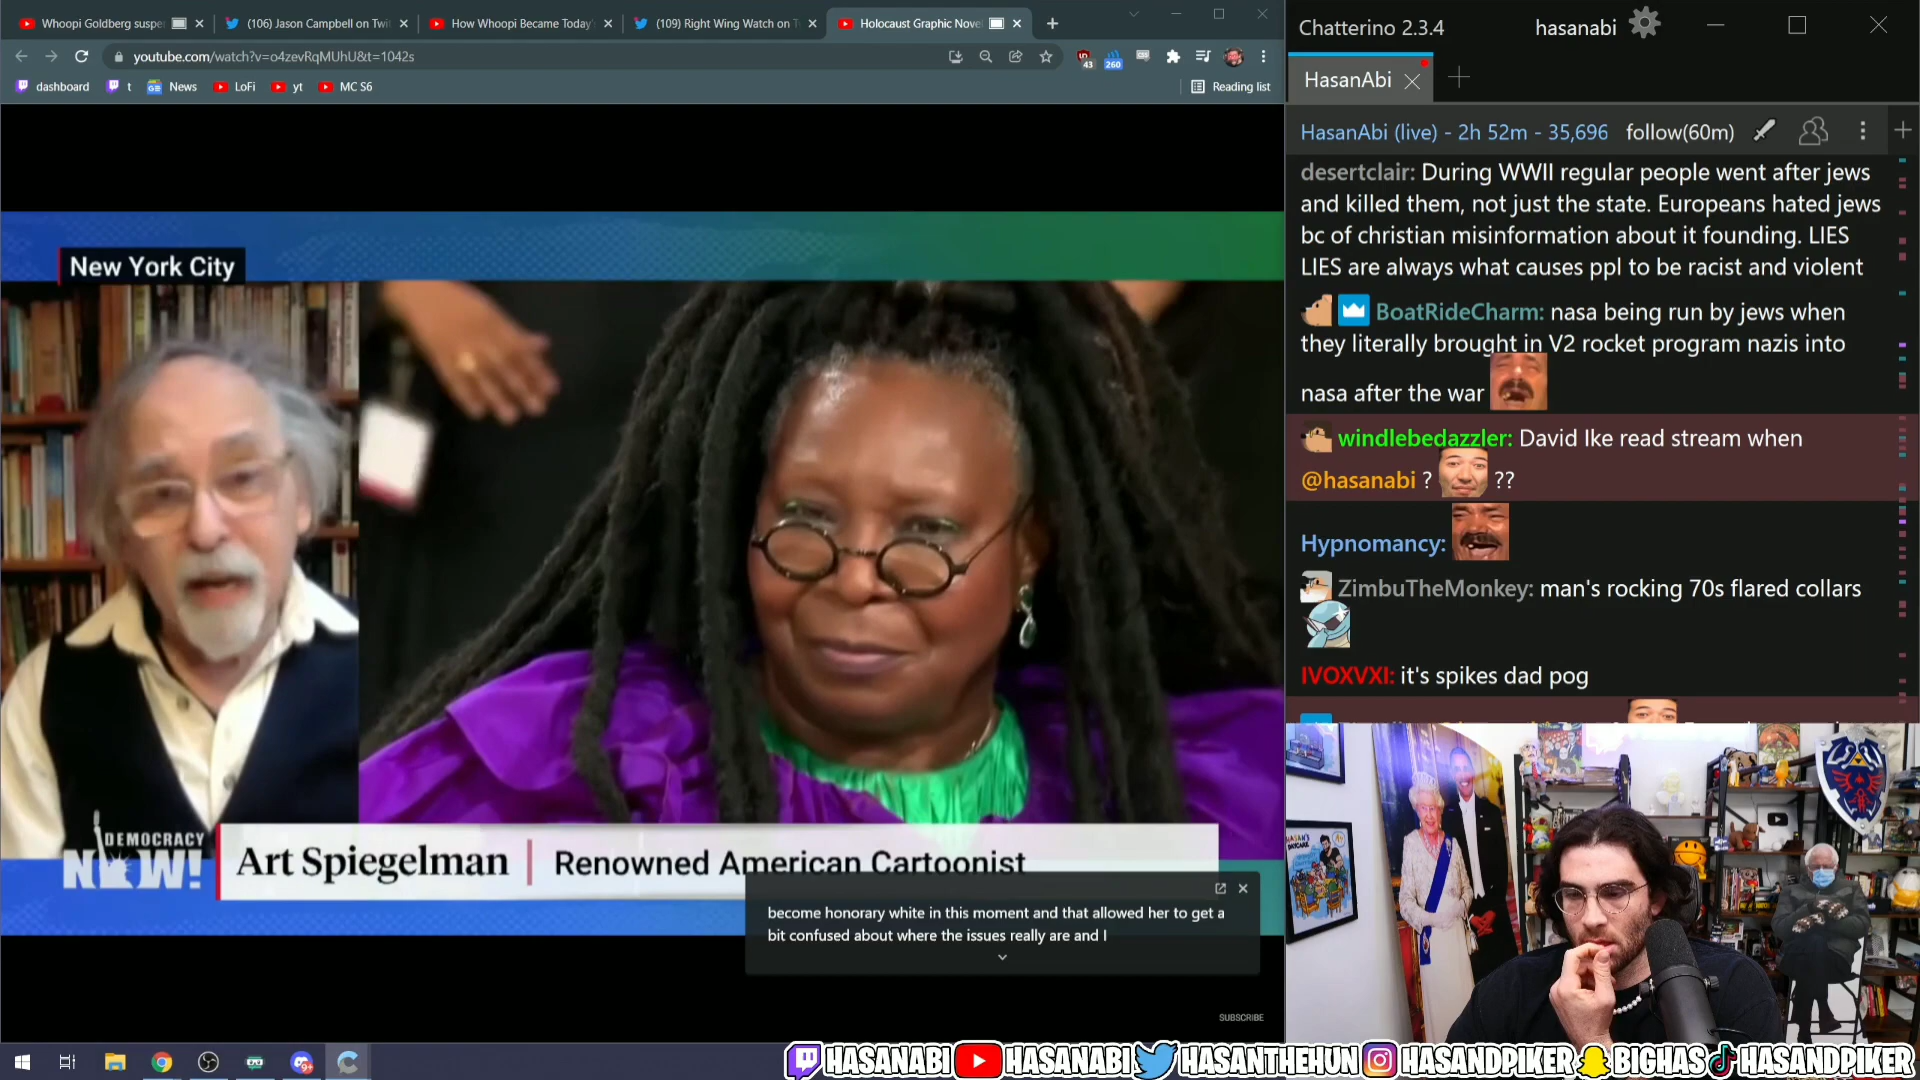 Whoopi Goldberg suspe
(106) Jason Campbell on Twi
How Whoopi Became Today'
(109) Right Wing Watch on T
Holocaust Graphic Nove
youtube.com/watch?v=o4zevRqMUhU&t=1042s
43
260
dashboard
t
News
LoFi
yt
MC S6
Reading list
New York City
DEMOCRACY
NOW!
Art Spiegelman
Renowned American Cartoonist
become honorary white in this moment and that allowed her to get a
bit confused about where the issues really are and I
SUBSCRIBE
Chatterino 2.3.4
hasanabi
HasanAbi
HasanAbi (live) - 2h 52m - 35,696
follow(60m)
desertclair: During WWII regular people went after jews
and killed them, not just the state. Europeans hated jews
bc of christian misinformation about it founding. LIES
LIES are always what causes ppl to be racist and violent
BoatRideCharm: nasa being run by jews when
they literally brought in V2 rocket program nazis into
nasa after the war
windlebedazzler: David Ike read stream when
@hasanabi ? ??
Hypnomancy:
ZimbuTheMonkey: man's rocking 70s flared collars
IVOXVXI: it's spikes dad pog
HASANABI
HASANABI
HASANTHEHUN
HASANDPIKER
BIGHAS
HASANDPIKER